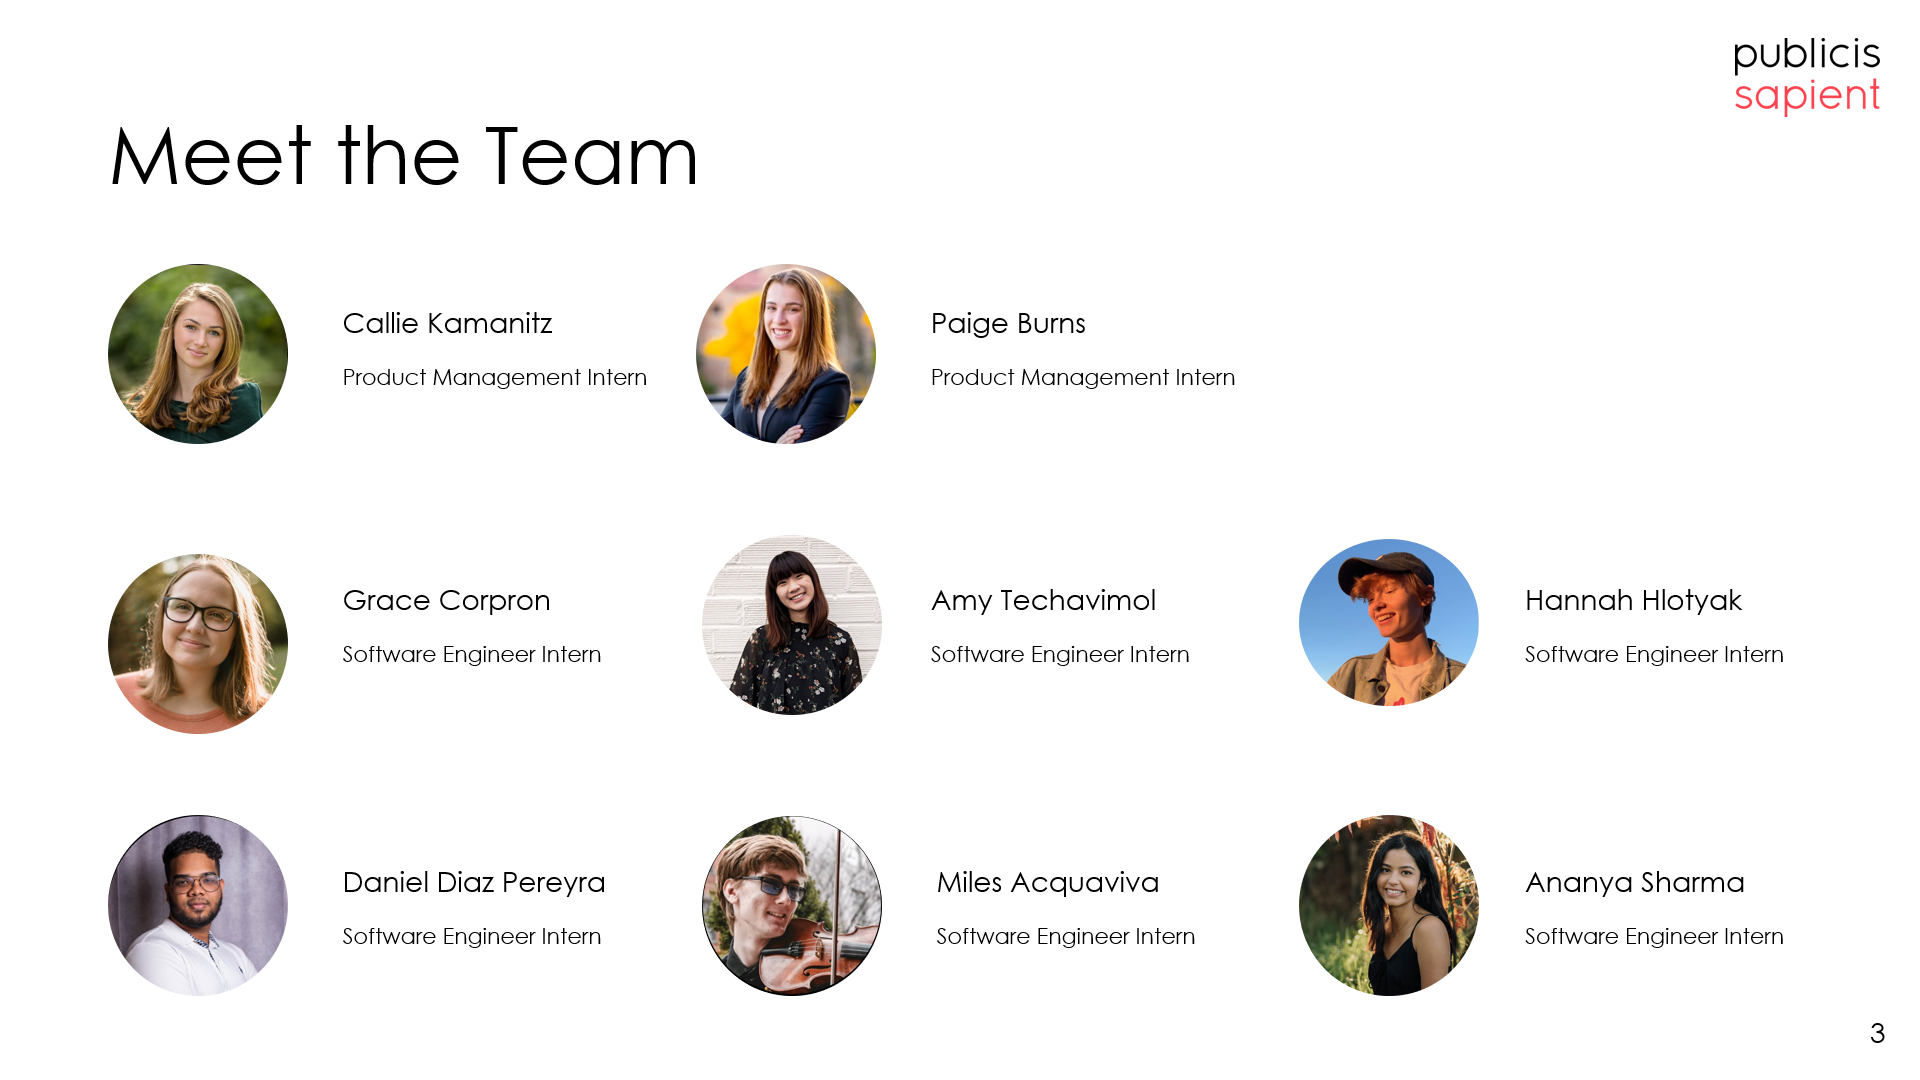 publicis
sapient
Meet the Team
Callie Kamanitz
Product Management Intern
Paige Burns
Product Management Intern
Grace Corpron
Software Engineer Intern
Amy Techavimol
Software Engineer Intern
Hannah Hlotyak
Software Engineer Intern
Daniel Diaz Pereyra
Software Engineer Intern
Miles Acquaviva
Software Engineer Intern
Ananya Sharma
Software Engineer Intern
3